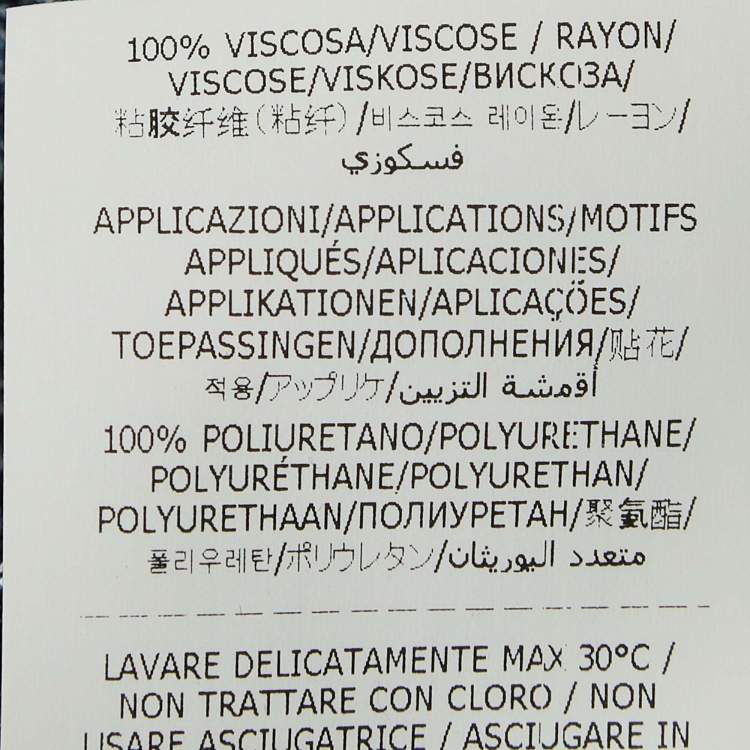 100% VISCOSA/VISCOSE / RAYON/
VISCOSE/VISKOSE/ВИСКОЗА/
粘胶纤维(粘纤)/비스코스 레이온/レーヨン/
فسكوزي
APPLICAZIONI/APPLICATIONS/MOTIFS
APPLIQUÉS/APLICACIONES/
APPLIKATIONEN/APLICAÇÕES/
TOEPASSINGEN/ДОПОЛНЕНИЯ/贴花/
적용/アップリケ/أقمشة التزيين
100% POLIURETANO/POLYURETHANE/
POLYURÉTHANE/POLYURETHAN/
POLYURETHAAN/ПОЛИУРЕТАН/聚氨酯/
폴리우레탄/ポリウレタン/متعدد اليوريثان
LAVARE DELICATAMENTE MAX 30°C /
NON TRATTARE CON CLORO / NON
USARE ASCIUGATRICE / ASCIUGARE IN